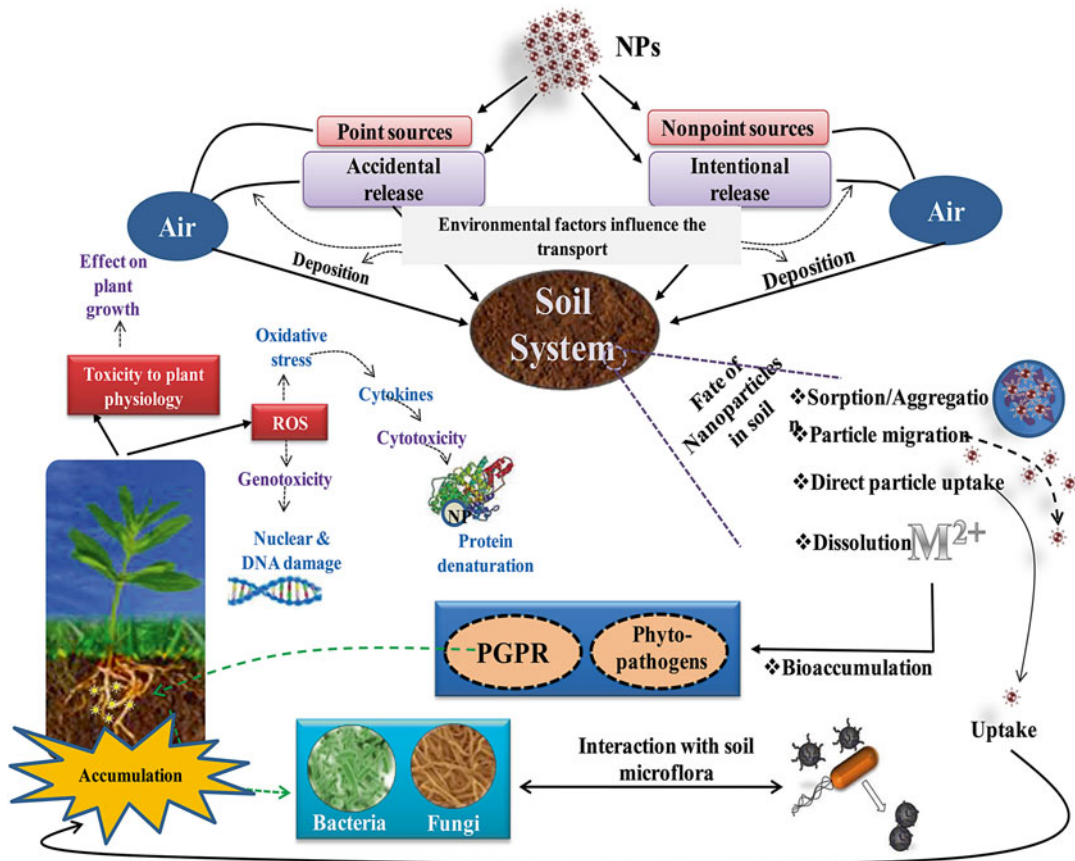 NPs
Point sources
Nonpoint sources
Accidental
release
Intentional
release
Air
Air
Environmental factors influence the
transport
Deposition
Deposition
Soil
System
Effect on
plant
growth
Toxicity to plant
physiology
Oxidative
stress
ROS
Cytokines
Cytotoxicity
Genotoxicity
Nuclear &
DNA damage
NP
Protein
denaturation
Fate of
Nanoparticles
in soil
❖Sorption/Aggregatio
n
❖Particle migration
❖Direct particle uptake
❖Dissolution
M2+
❖Bioaccumulation
PGPR
Phyto-
pathogens
Uptake
Accumulation
Bacteria
Fungi
Interaction with soil
microflora